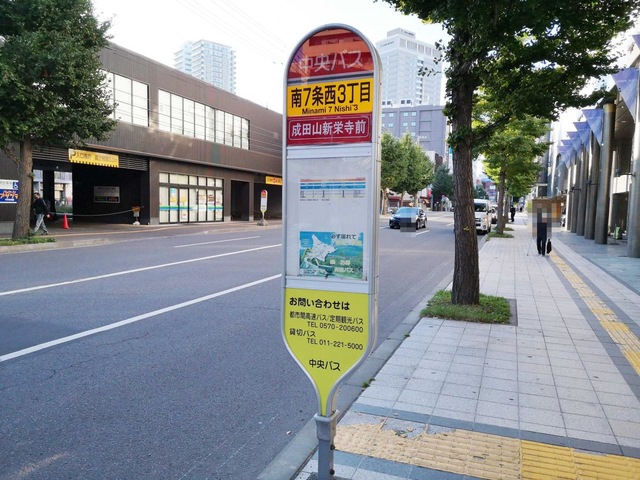 中央バス
南7条西3丁目
Minami 7 Nishi 3
成田山新栄寺前
お問い合わせは
都市間高速バス/定期観光バス
TEL 0570-200600
貸切バス
TEL 011-221-5000
中央バス